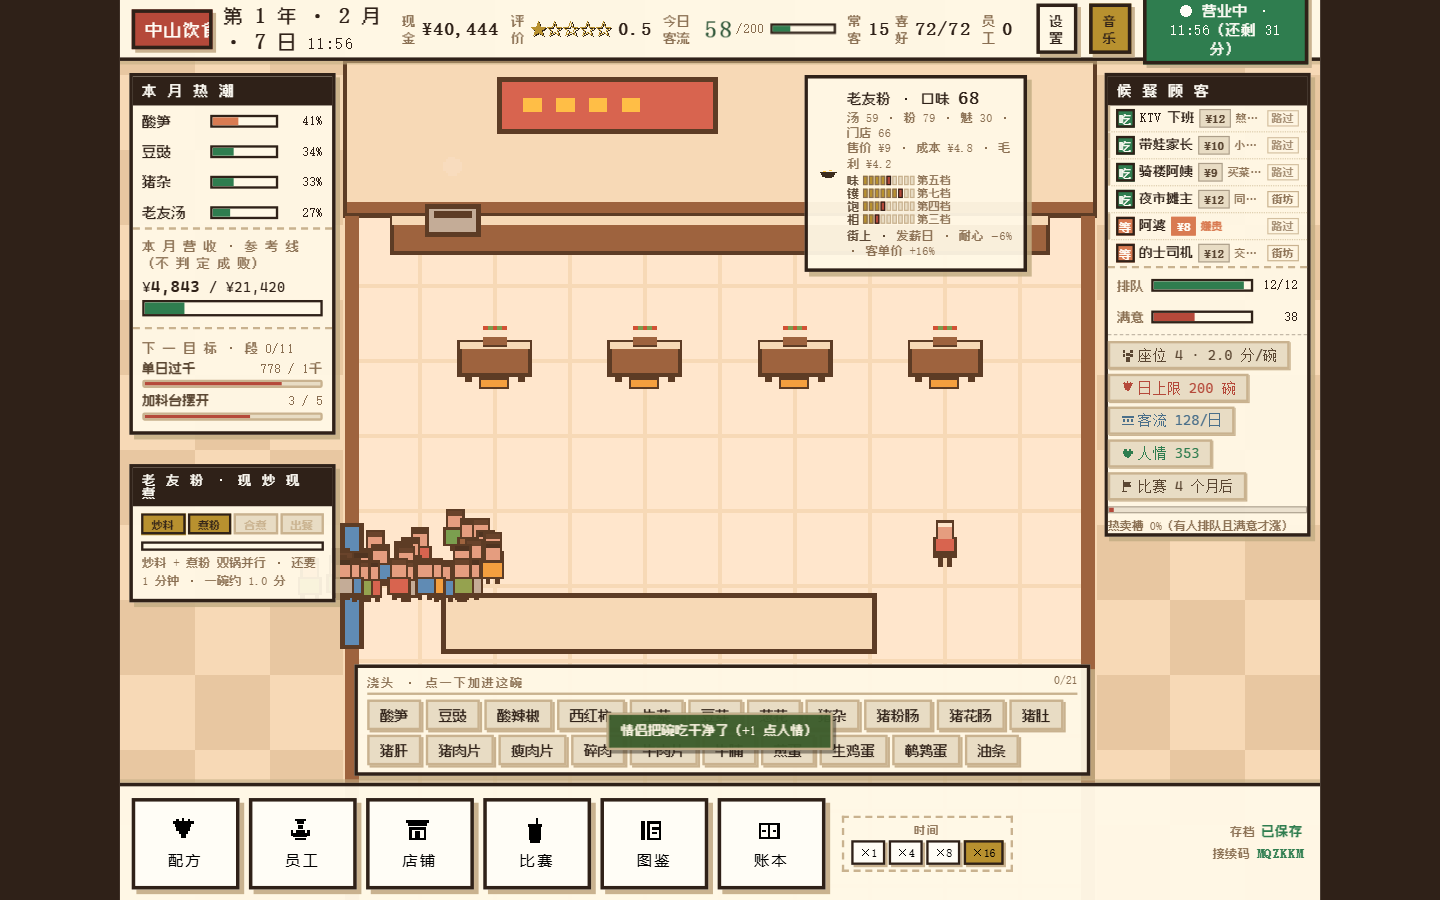 中山饮
第 1 年 · 2 月
· 7 日 11:56
现金 ¥40,444
评价 0.5
今日客流 58/200
常客 15
喜好 72/72
员工 0
设置
音乐
营业中 ·
11:56 (还剩 31
分)
本月热潮
酸笋 41%
豆豉 34%
猪杂 33%
老友汤 27%
本月营收 · 参考线
(不判定成败)
¥4,843 / ¥21,420
下一目标 · 段 0/11
单日过千 778 / 1千
加料台摆开 3 / 5
老友粉 · 现炒现
煮
炒料 煮粉 合煮 出餐
炒料 + 煮粉 双锅并行 · 还要
1 分钟 · 一碗约 1.0 分
老友粉 · 口味 68
汤 59 · 粉 79 · 魅 30 ·
门店 66
售价 ¥9 · 成本 ¥4.8 · 毛
利 ¥4.2
味 第五档
镬 第七档
饱 第四档
相 第三档
街上 · 发薪日 · 耐心 -6%
· 客单价 +16%
候餐顾客
吃 KTV 下班 ¥12 熬… 路过
吃 带娃家长 ¥10 小… 路过
吃 骑楼阿姨 ¥9 买菜… 路过
吃 夜市摊主 ¥12 同… 街坊
等 阿婆 ¥8 嫌贵 路过
等 的士司机 ¥12 交… 街坊
排队 12/12
满意 38
座位 4 · 2.0 分/碗
日上限 200 碗
客流 128/日
人情 353
比赛 4 个月后
热卖槽 0% (有人排队且满意才涨)
浇头 · 点一下加进这碗 0/21
酸笋 豆豉 酸辣椒 西红柿 猪杂 猪粉肠 猪花肠 猪肚
情侣把碗吃干净了 (+1 点人情)
猪肝 猪肉片 瘦肉片 碎肉 牛肉片 煎蛋 生鸡蛋 鹌鹑蛋 油条
配方
员工
店铺
比赛
图鉴
账本
时间
×1 ×4 ×8 ×16
存档 已保存
接续码 MQZKKM